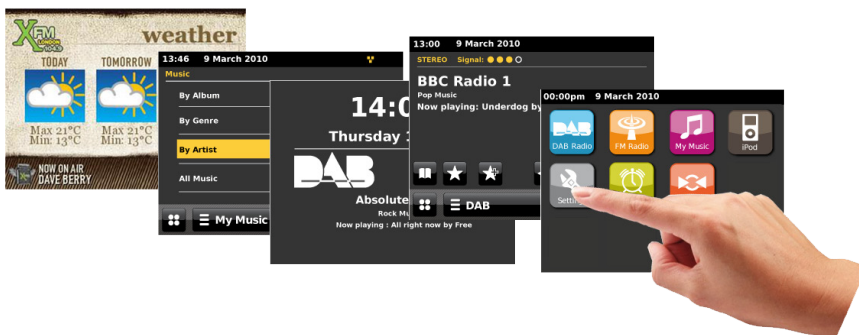 XFM
LONDON
104.9
weather
TODAY
TOMORROW
Max 21°C
Min: 13°C
Max 21°C
Min: 13°C
NOW ON AIR
DAVE BERRY
13:46 9 March 2010
Music
By Album
By Genre
By Artist
All Music
My Music
14:0
Thursday
DAB
Absolute
Rock Mu
Now playing : All right now by Free
13:00 9 March 2010
STEREO Signal:
BBC Radio 1
Pop Music
Now playing: Underdog by
DAB
00:00pm 9 March 2010
DAB
DAB Radio
FM Radio
My Music
iPod
Settin